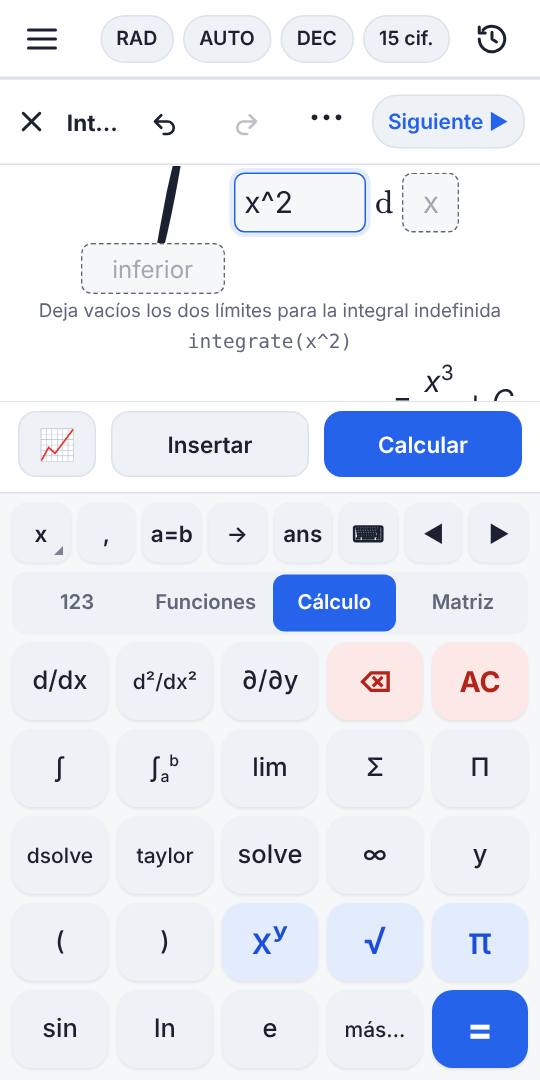 RAD AUTO DEC 15 cif.
Int... Siguiente ▶
x^2 d x
inferior
Deja vacíos los dos límites para la integral indefinida
integrate(x^2)
= x³ + C
Insertar Calcular
x , a=b → ans ⌨ ◀ ▶
123 Funciones Cálculo Matriz
d/dx d²/dx² ∂/∂y ⌫ AC
∫ ∫ₐᵇ lim Σ Π
dsolve taylor solve ∞ y
( ) xʸ √ π
sin ln e más... =